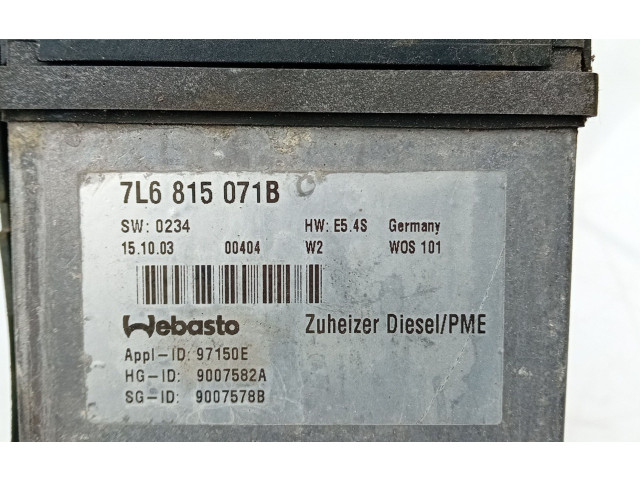 7L6 815 071B
SW: 0234 HW: E5.4S Germany
15.10.03 00404 W2 WOS 101
Webasto Zuheizer Diesel/PME
Appl-ID: 97150E
HG-ID: 9007582A
SG-ID: 9007578B